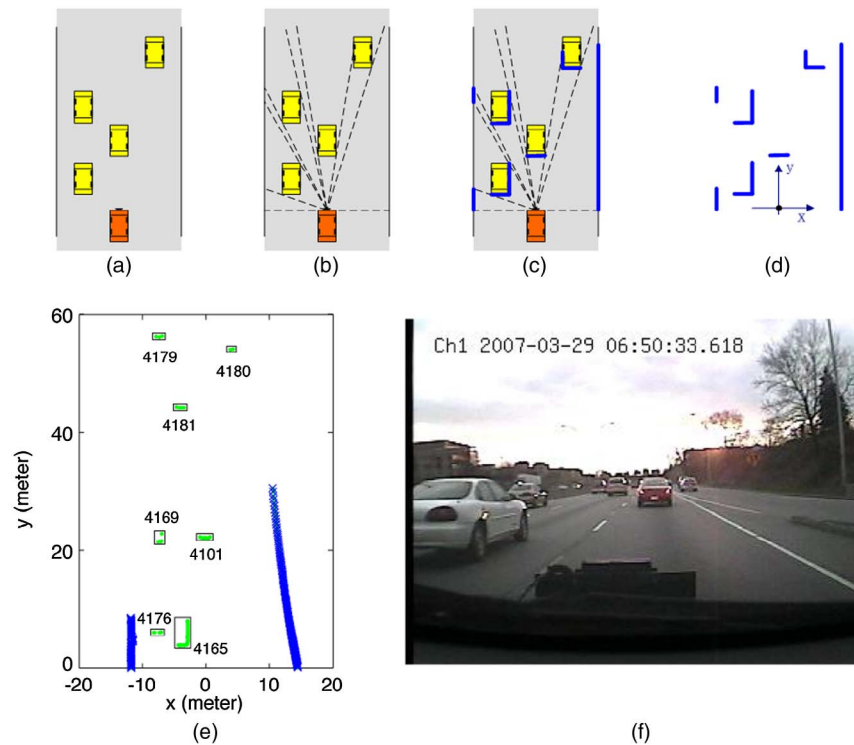 (a)
(b)
(c)
(d)
y
x
60
40
20
0
-20
-10
0
10
20
y (meter)
x (meter)
4179
4180
4181
4169
4101
4176
4165
(e)
Ch1 2007-03-29 06:50:33.618
(f)